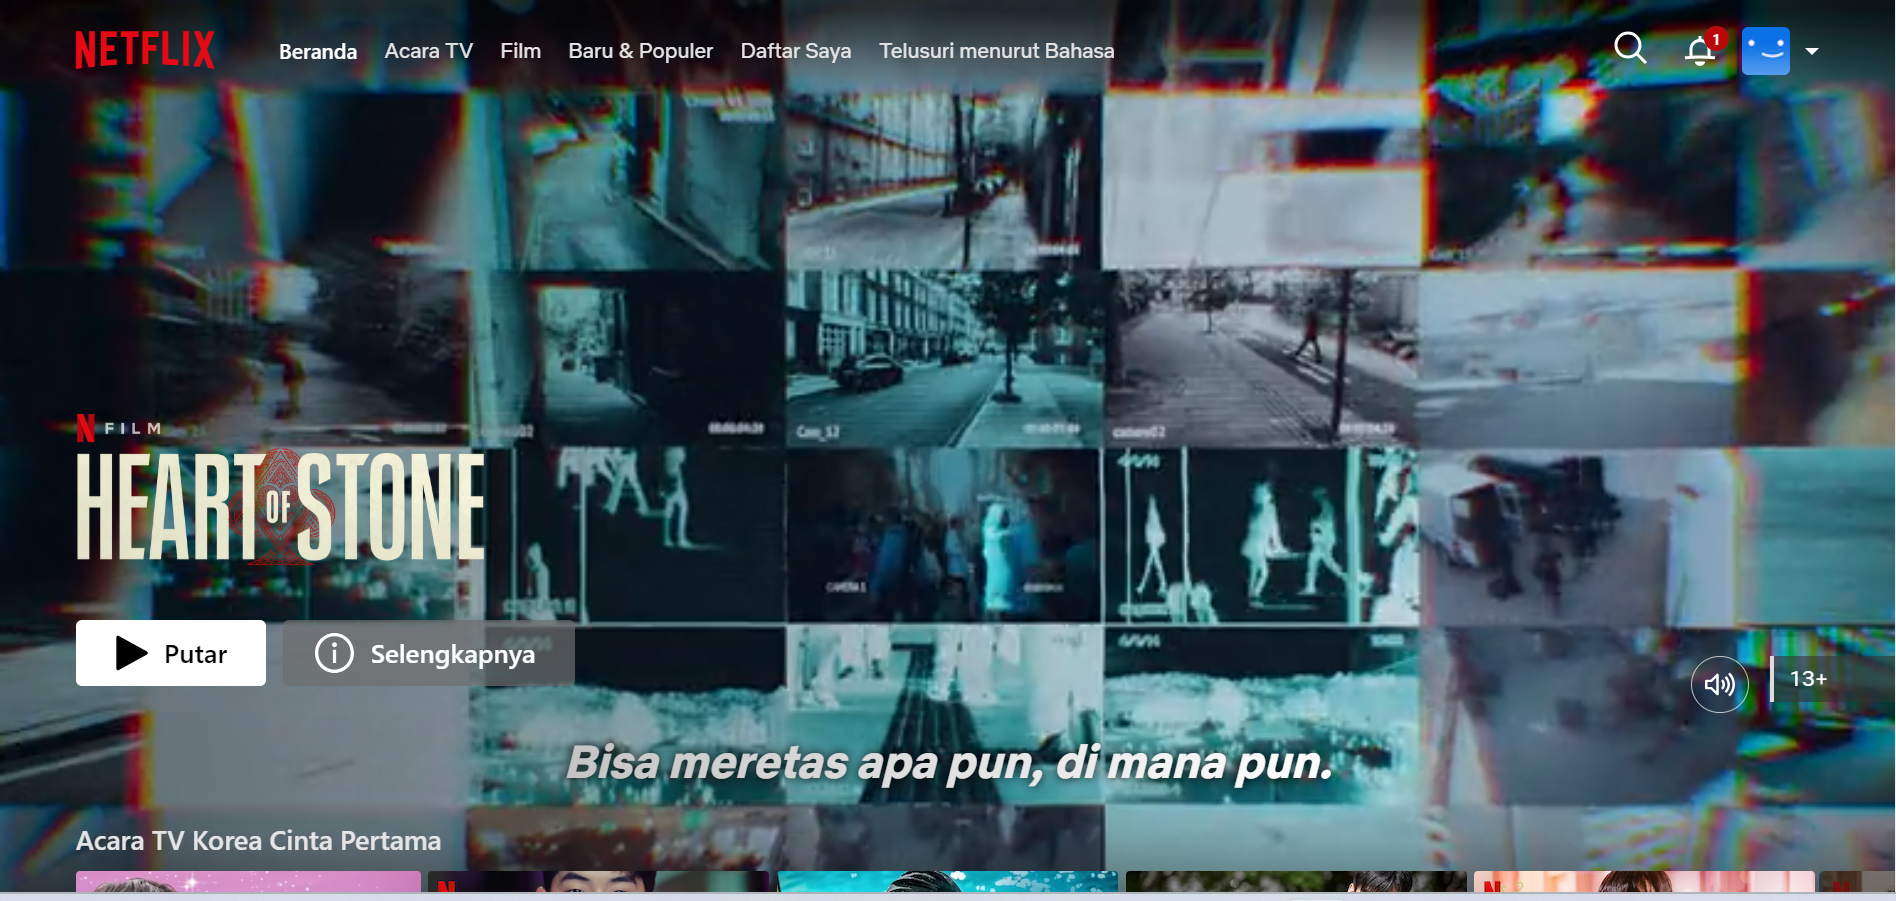 NETFLIX
Beranda Acara TV Film Baru & Populer Daftar Saya Telusuri menurut Bahasa
1
N FILM
HEART OF STONE
Putar
Selengkapnya
13+
Cam_12
Bisa meretas apa pun, di mana pun.
Acara TV Korea Cinta Pertama